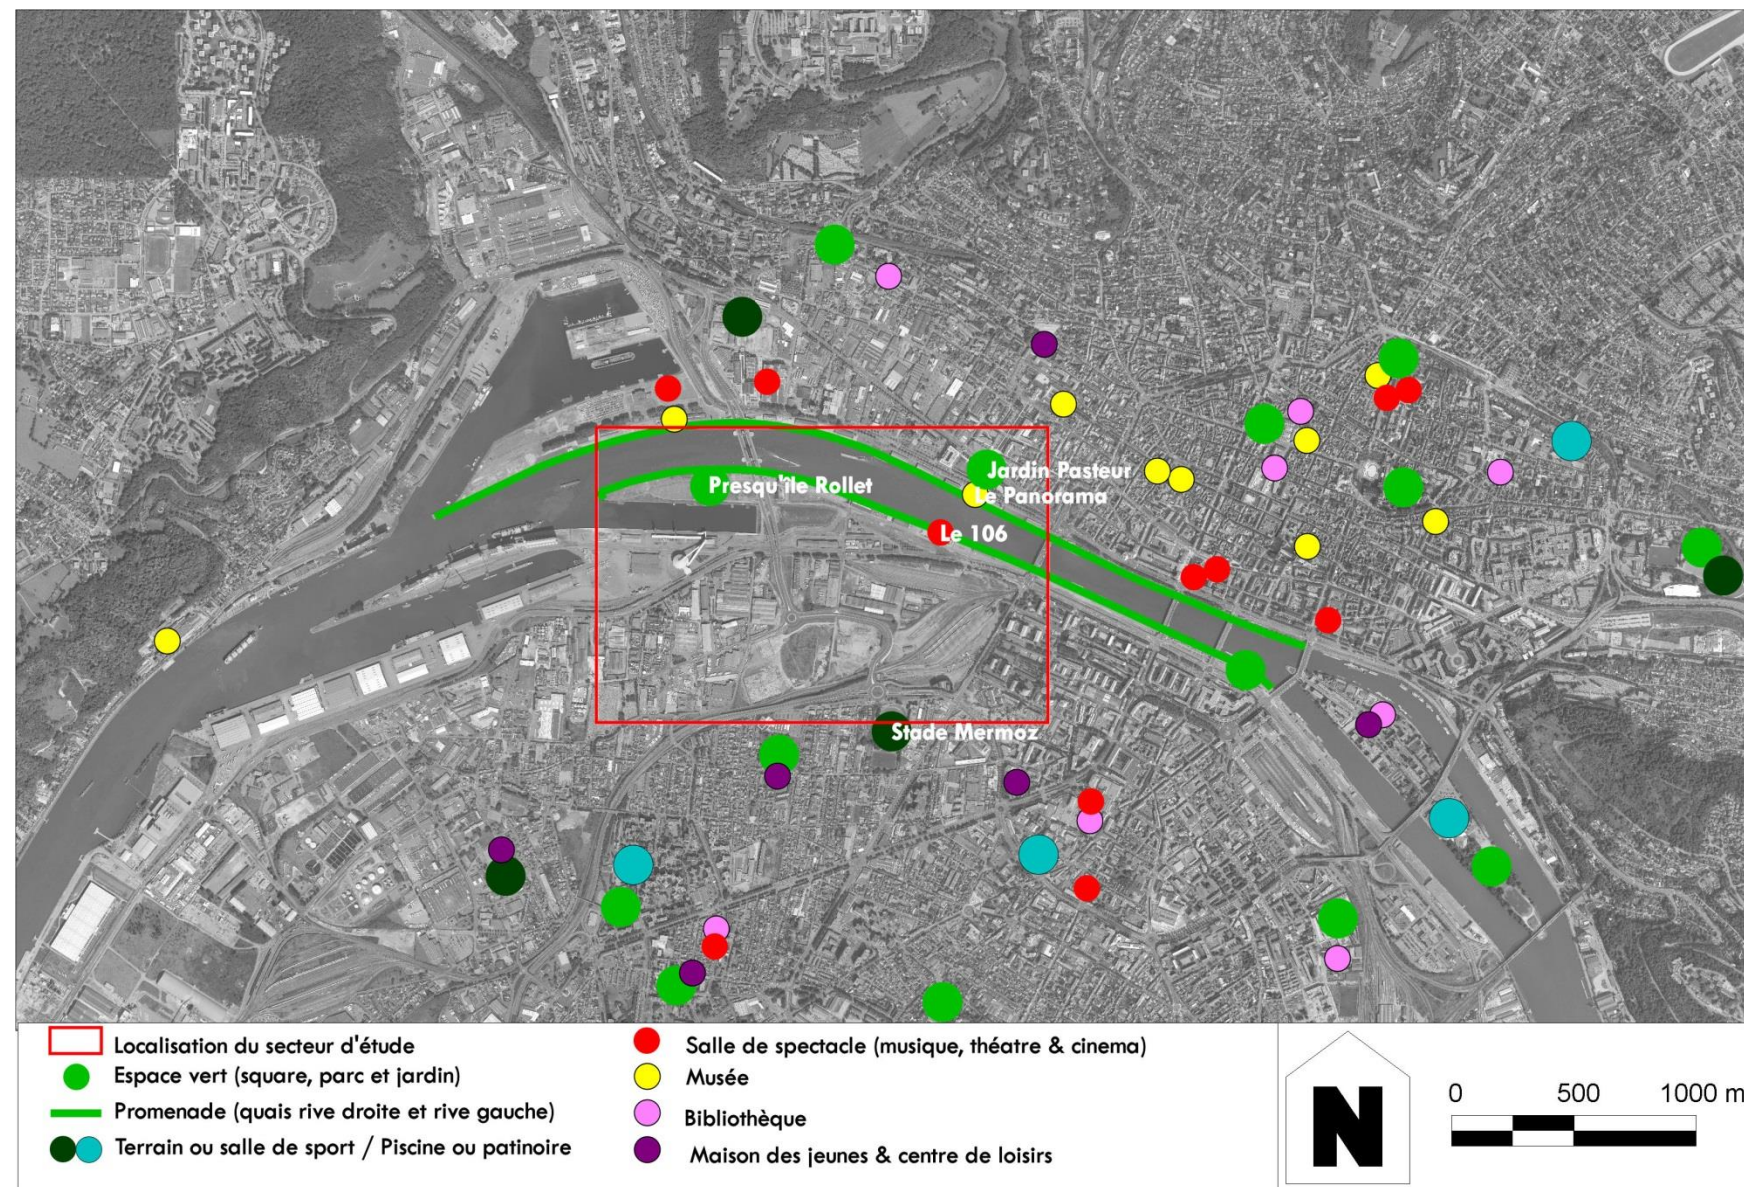 Jardin Pasteur
Presqu'île Rollet
Le Panorama
Le 106
Stade Mermoz
Localisation du secteur d'étude
Espace vert (square, parc et jardin)
Promenade (quais rive droite et rive gauche)
Terrain ou salle de sport / Piscine ou patinoire
Salle de spectacle (musique, théatre & cinema)
Musée
Bibliothèque
Maison des jeunes & centre de loisirs
N
0 500 1000 m